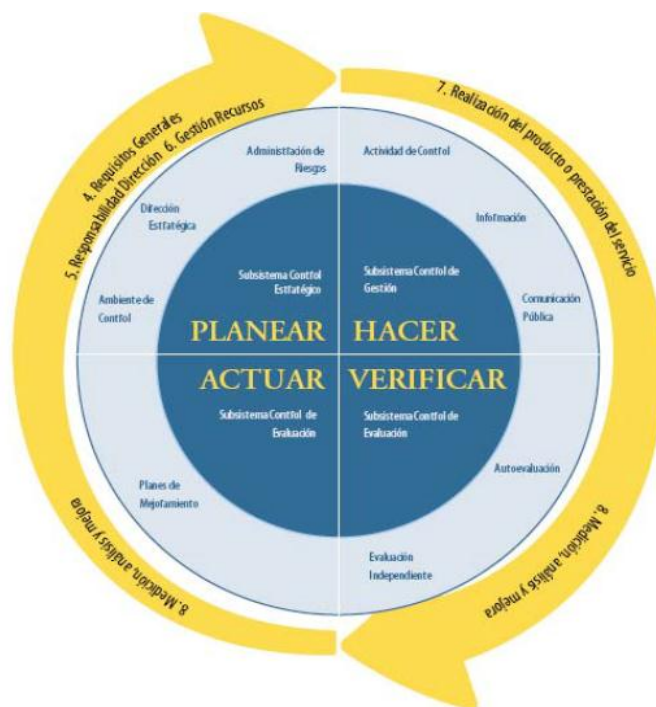 4. Requisitos Generales
5. Responsabilidad Dirección  6. Gestión Recursos
7. Realización del producto o prestación del servicio
Administración de
Riesgos
Actividad de Control
Dirección
Estratégica
Información
Ambiente de
Control
Comunicación
Pública
Subsistema Control
Estratégico
Subsistema Control de
Gestión
PLANEAR
HACER
ACTUAR
VERIFICAR
Subsistema Control de
Evaluación
Subsistema Control de
Evaluación
Planes de
Mejoramiento
Autoevaluación
Evaluación
Independiente
8. Medición, análisis y mejora
8. Medición, análisis y mejora